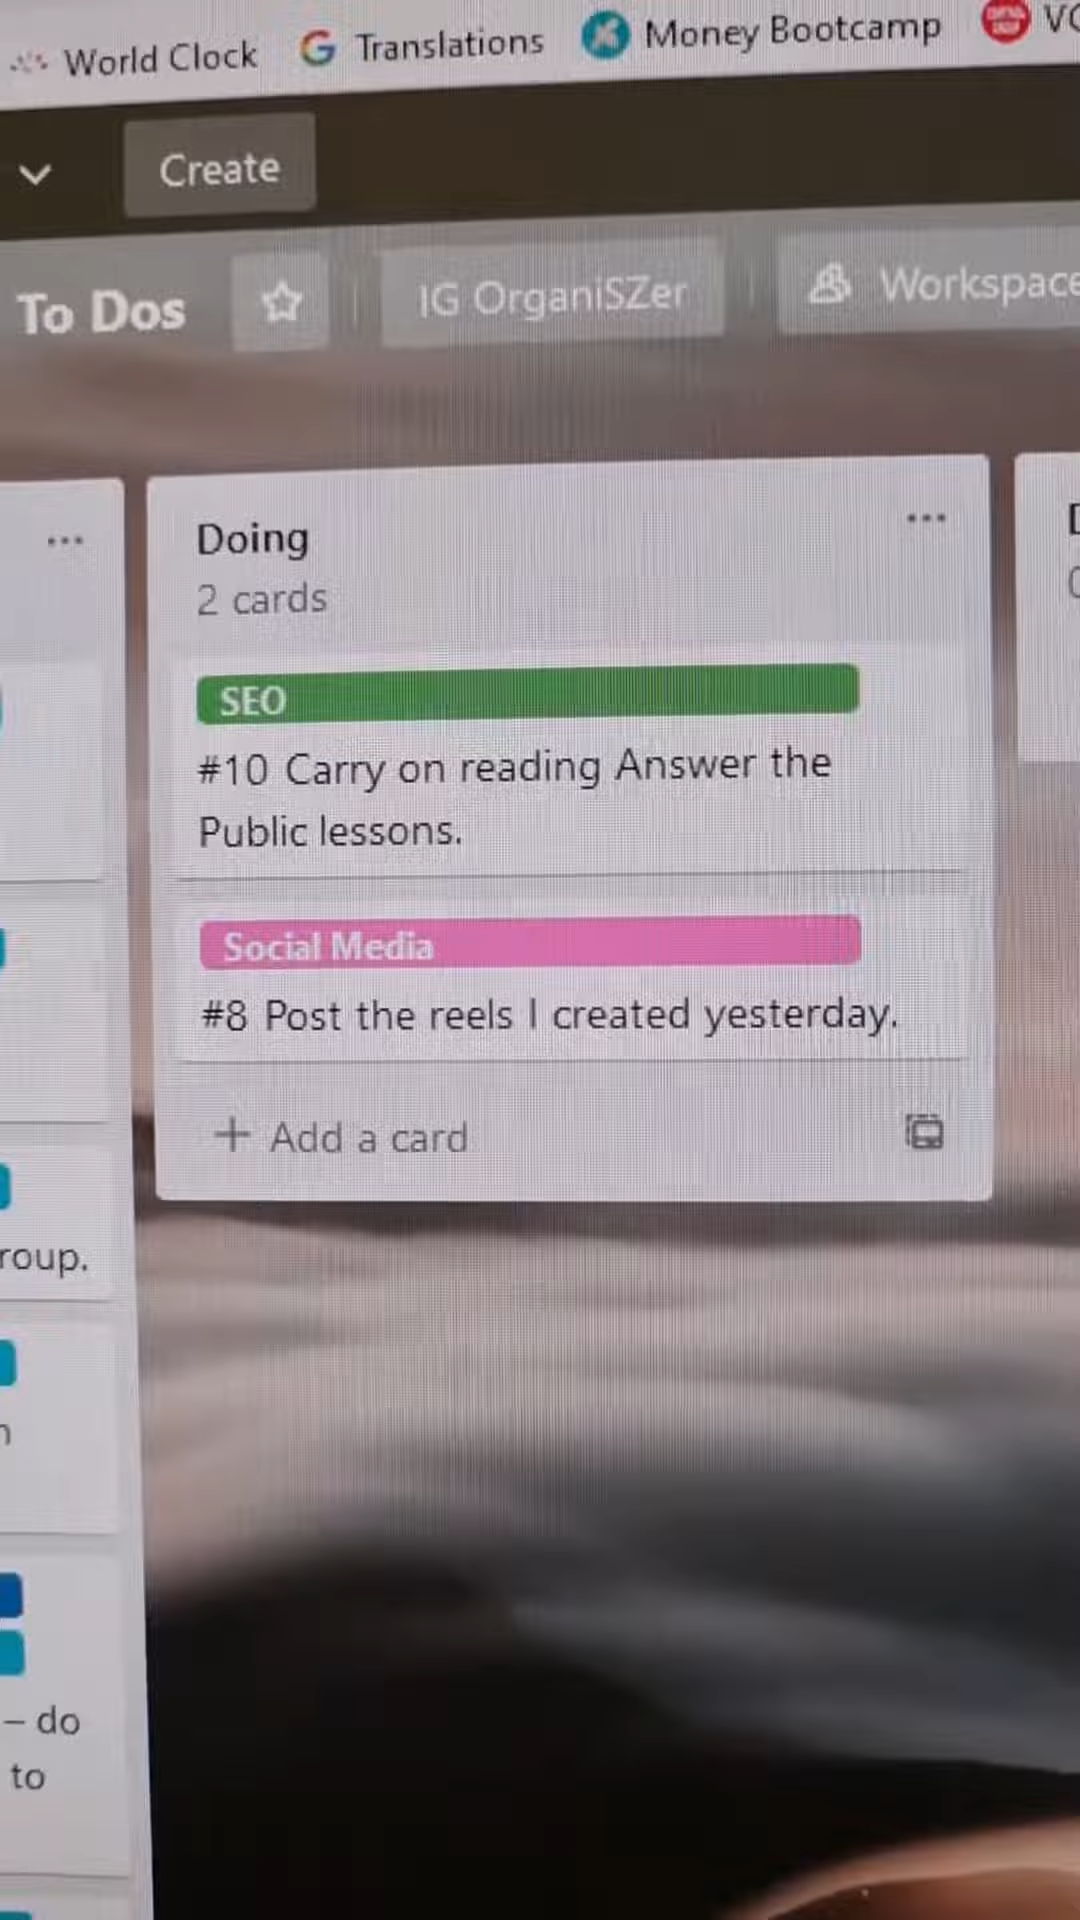 World Clock
Translations
Money Bootcamp
Create
To Dos
IG OrganiSZer
Workspace
Doing
2 cards
SEO
#10 Carry on reading Answer the
Public lessons.
Social Media
#8 Post the reels I created yesterday.
+ Add a card
roup.
– do
to